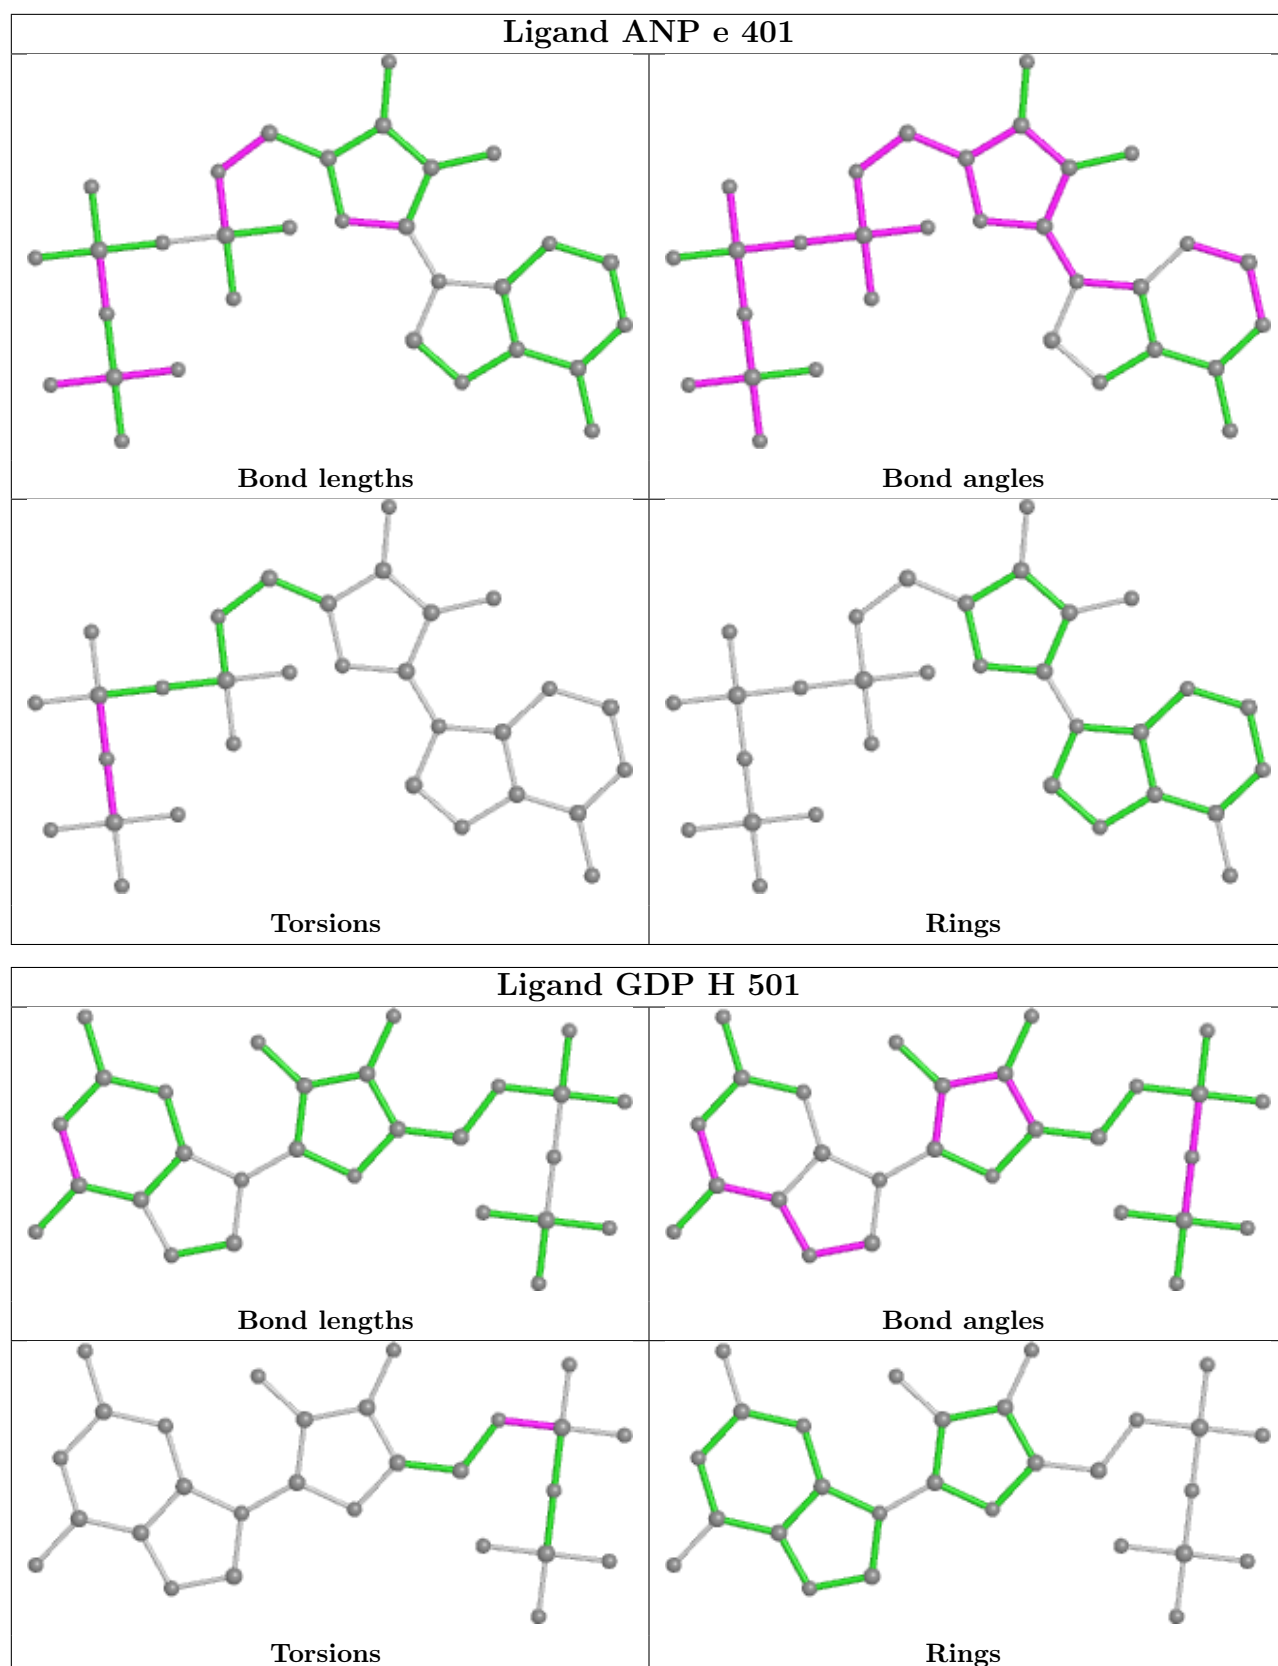 Ligand ANP e 401
Bond lengths
Bond angles
Torsions
Rings
Ligand GDP H 501
Bond lengths
Bond angles
Torsions
Rings